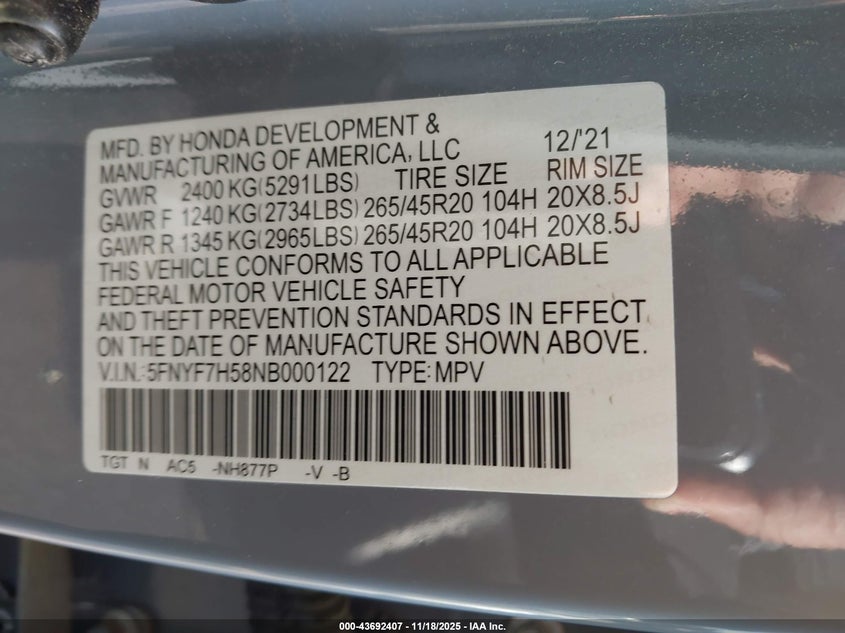 MFD. BY HONDA DEVELOPMENT &
MANUFACTURING OF AMERICA, LLC 12/'21
GVWR 2400 KG(5291LBS) TIRE SIZE RIM SIZE
GAWR F 1240 KG(2734LBS) 265/45R20 104H 20X8.5J
GAWR R 1345 KG(2965LBS) 265/45R20 104H 20X8.5J
THIS VEHICLE CONFORMS TO ALL APPLICABLE
FEDERAL MOTOR VEHICLE SAFETY
AND THEFT PREVENTION STANDARDS IN EFFECT
ON THE DATE OF MANUFACTURE SHOWN ABOVE.
V.I.N.:5FNYF7H58NB000122 TYPE:MPV
TGT N AC5 -NH877P -V -B
000-43692407 - 11/18/2025 - IAA Inc.